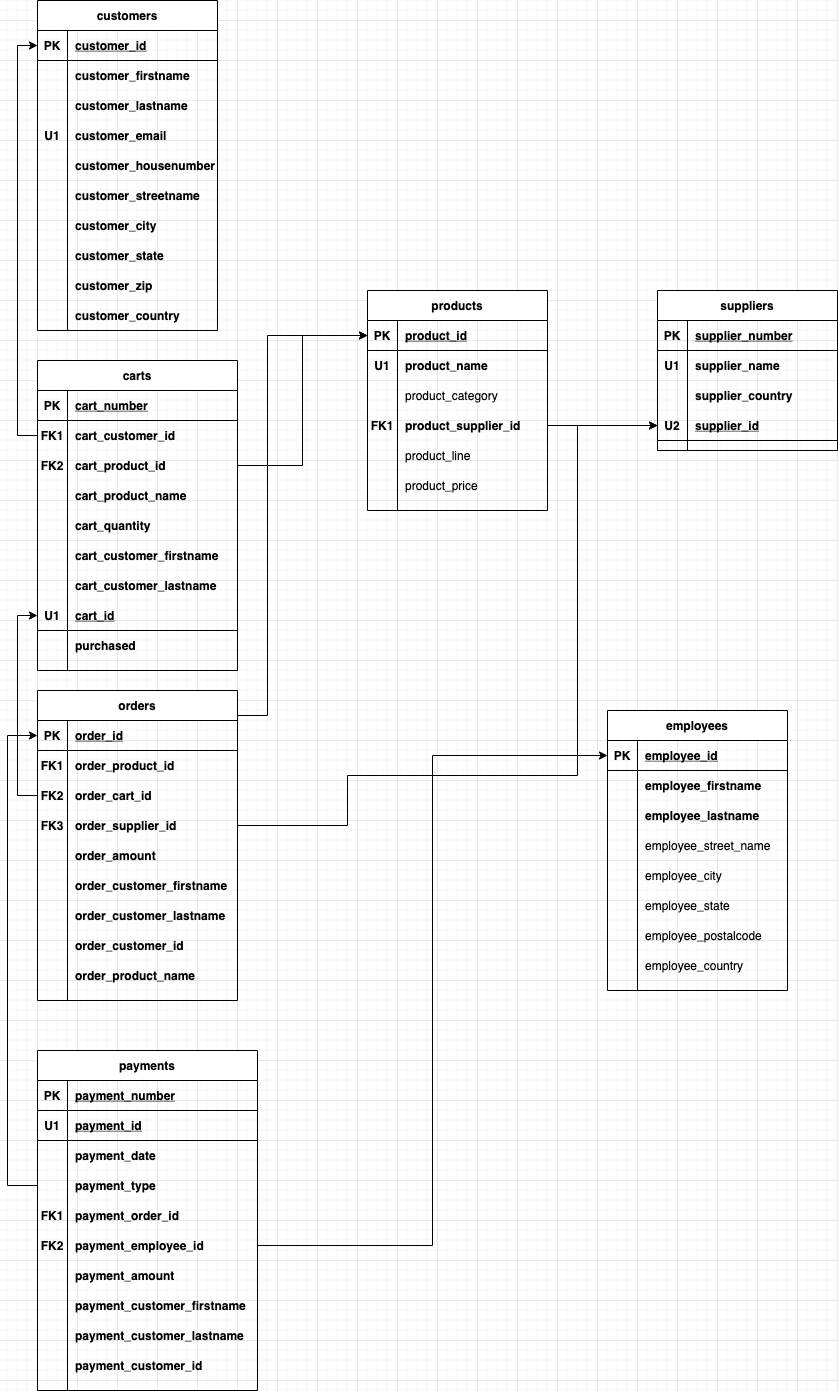 customers
PK customer_id
customer_firstname
customer_lastname
U1 customer_email
customer_housenumber
customer_streetname
customer_city
customer_state
customer_zip
customer_country
carts
PK cart_number
FK1 cart_customer_id
FK2 cart_product_id
cart_product_name
cart_quantity
cart_customer_firstname
cart_customer_lastname
U1 cart_id
purchased
products
PK product_id
U1 product_name
product_category
FK1 product_supplier_id
product_line
product_price
suppliers
PK supplier_number
U1 supplier_name
supplier_country
U2 supplier_id
orders
PK order_id
FK1 order_product_id
FK2 order_cart_id
FK3 order_supplier_id
order_amount
order_customer_firstname
order_customer_lastname
order_customer_id
order_product_name
employees
PK employee_id
employee_firstname
employee_lastname
employee_street_name
employee_city
employee_state
employee_postalcode
employee_country
payments
PK payment_number
U1 payment_id
payment_date
payment_type
FK1 payment_order_id
FK2 payment_employee_id
payment_amount
payment_customer_firstname
payment_customer_lastname
payment_customer_id